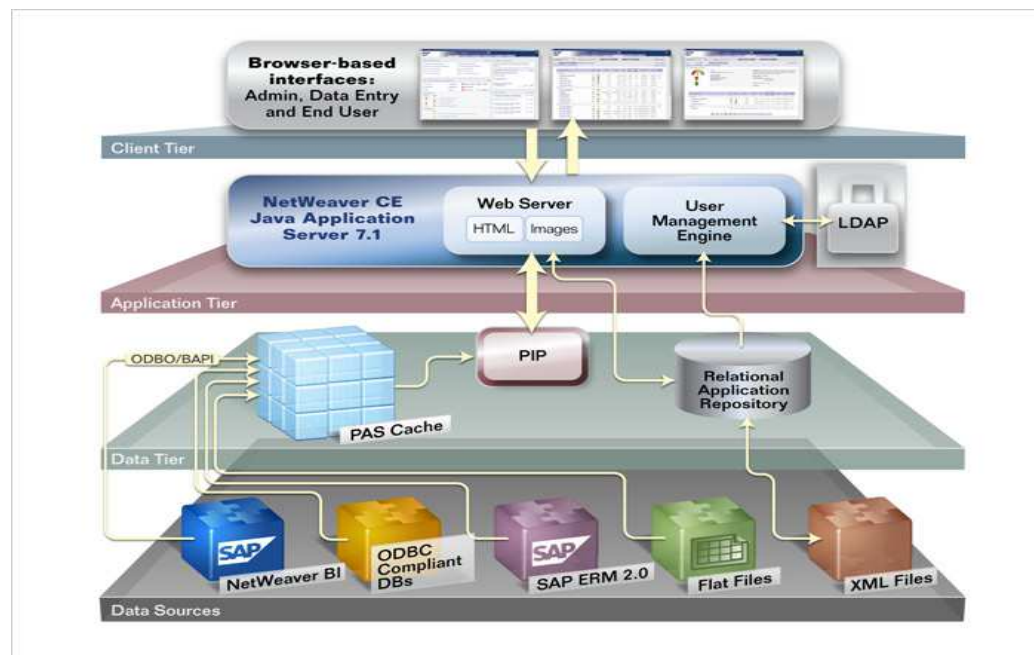 Browser-based
interfaces:
Admin, Data Entry
and End User
Client Tier
NetWeaver CE
Java Application
Server 7.1
Web Server
HTML
Images
User
Management
Engine
LDAP
Application Tier
ODBO/BAPI
PIP
Relational
Application
Repository
PAS Cache
Data Tier
SAP
NetWeaver BI
ODBC
Compliant
DBs
SAP
SAP ERM 2.0
Flat Files
XML Files
Data Sources